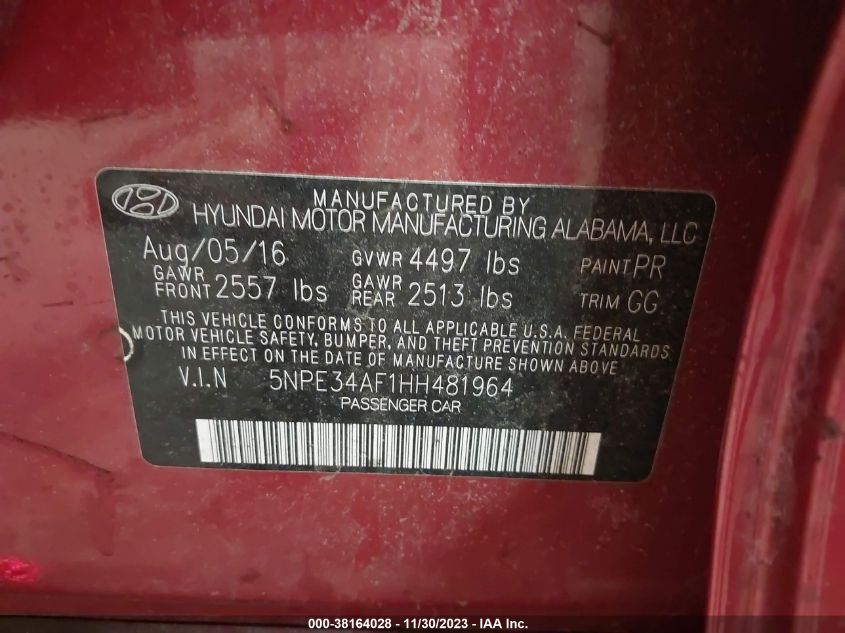 MANUFACTURED BY
HYUNDAI MOTOR MANUFACTURING ALABAMA, LLC
Aug/05/16 GVWR 4497 lbs PAINT PR
GAWR FRONT 2557 lbs GAWR REAR 2513 lbs TRIM GG
THIS VEHICLE CONFORMS TO ALL APPLICABLE U.S.A. FEDERAL
MOTOR VEHICLE SAFETY, BUMPER, AND THEFT PREVENTION STANDARDS
IN EFFECT ON THE DATE OF MANUFACTURE SHOWN ABOVE
V.I.N 5NPE34AF1HH481964
PASSENGER CAR
000-38164028 - 11/30/2023 - IAA Inc.